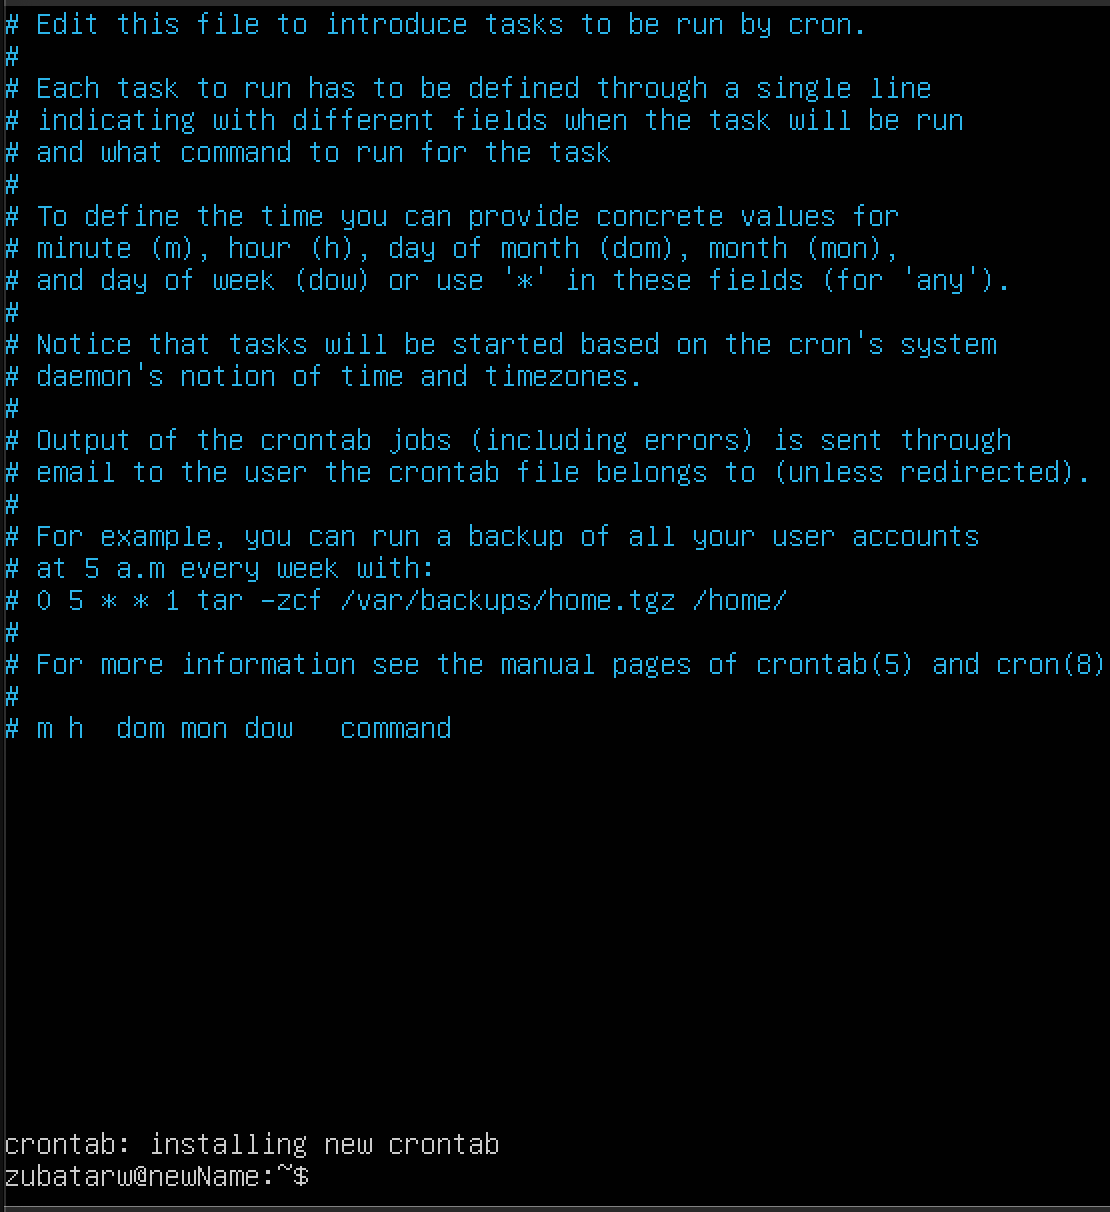 # Edit this file to introduce tasks to be run by cron.
#
# Each task to run has to be defined through a single line
# indicating with different fields when the task will be run
# and what command to run for the task
#
# To define the time you can provide concrete values for
# minute (m), hour (h), day of month (dom), month (mon),
# and day of week (dow) or use '*' in these fields (for 'any').
#
# Notice that tasks will be started based on the cron's system
# daemon's notion of time and timezones.
#
# Output of the crontab jobs (including errors) is sent through
# email to the user the crontab file belongs to (unless redirected).
#
# For example, you can run a backup of all your user accounts
# at 5 a.m every week with:
# 0 5 * * 1 tar -zcf /var/backups/home.tgz /home/
#
# For more information see the manual pages of crontab(5) and cron(8)
#
# m h  dom mon dow   command
crontab: installing new crontab
zubatarw@newName:~$